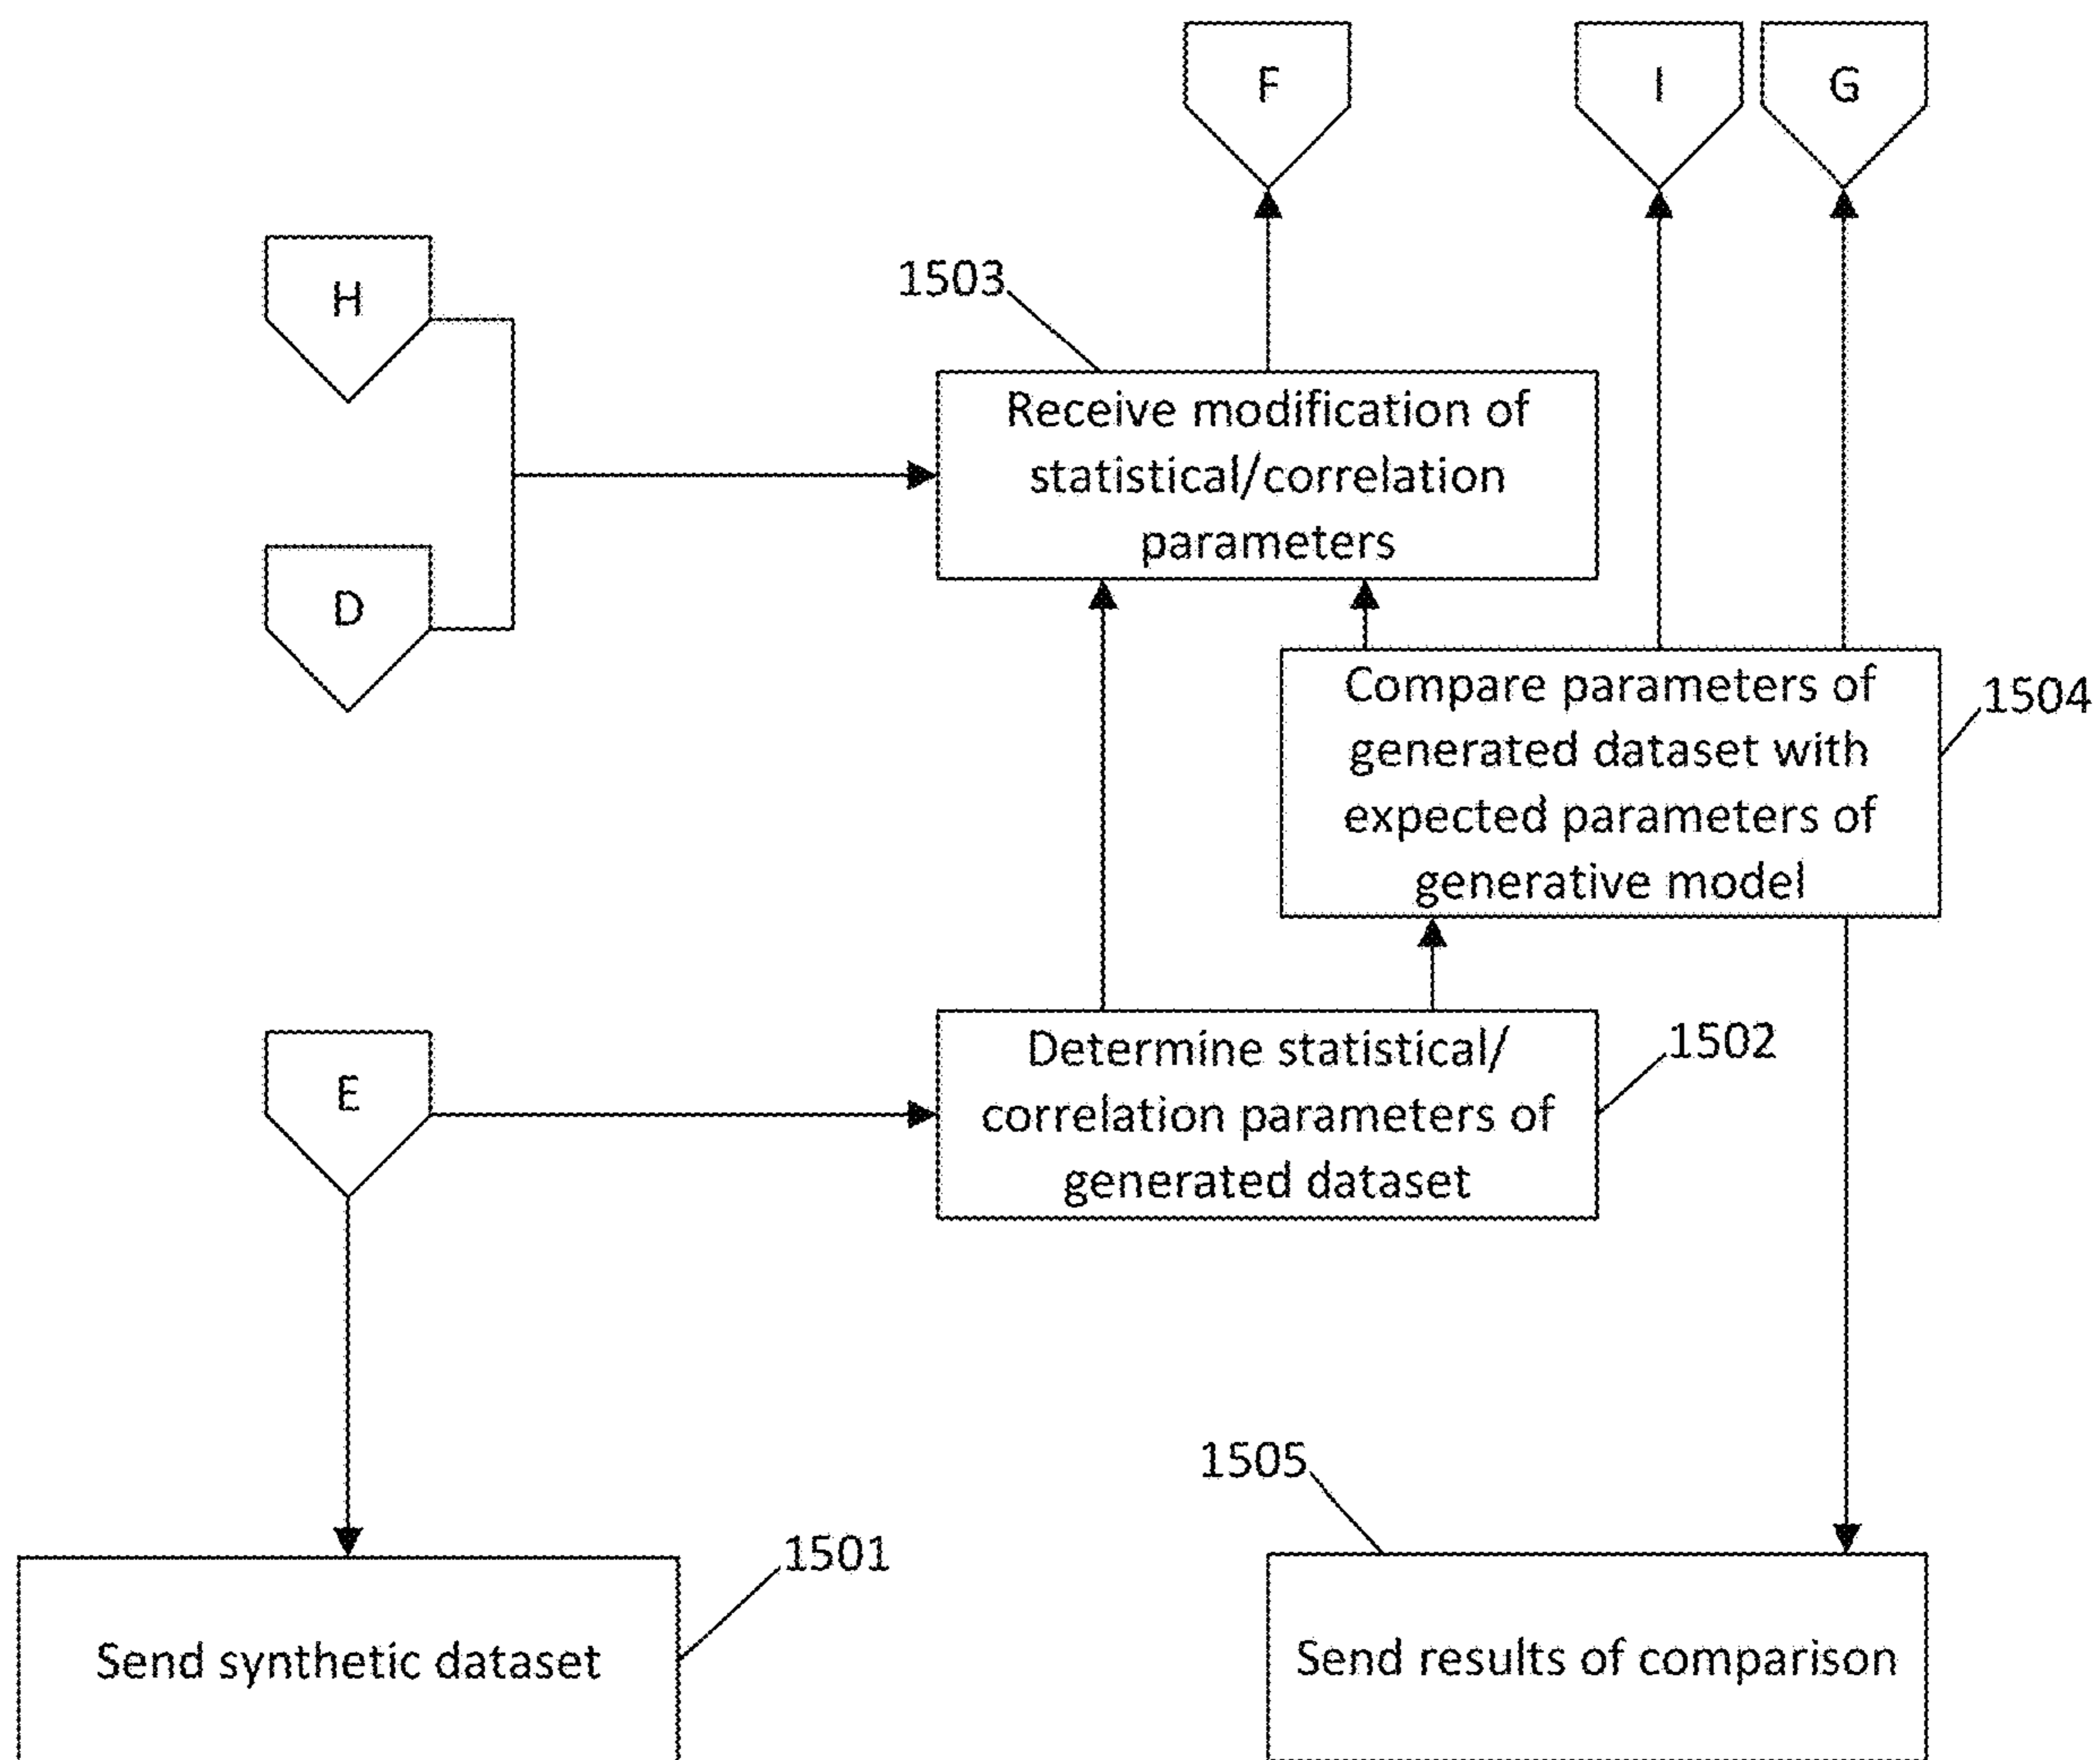 F
I
G
H
1503
Receive modification of
statistical/correlation
parameters
D
Compare parameters of
generated dataset with
expected parameters of
generative model
1504
E
Determine statistical/
correlation parameters of
generated dataset
1502
1505
1501
Send synthetic dataset
Send results of comparison